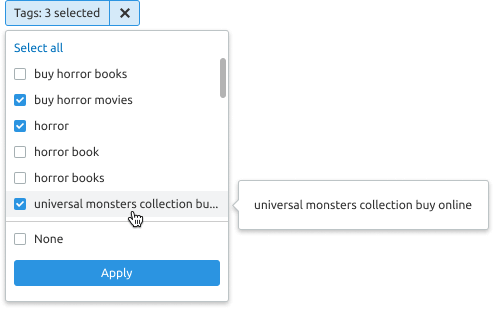 Tags: 3 selected
Select all
buy horror books
buy horror movies
horror
horror book
horror books
universal monsters collection bu...
universal monsters collection buy online
None
Apply